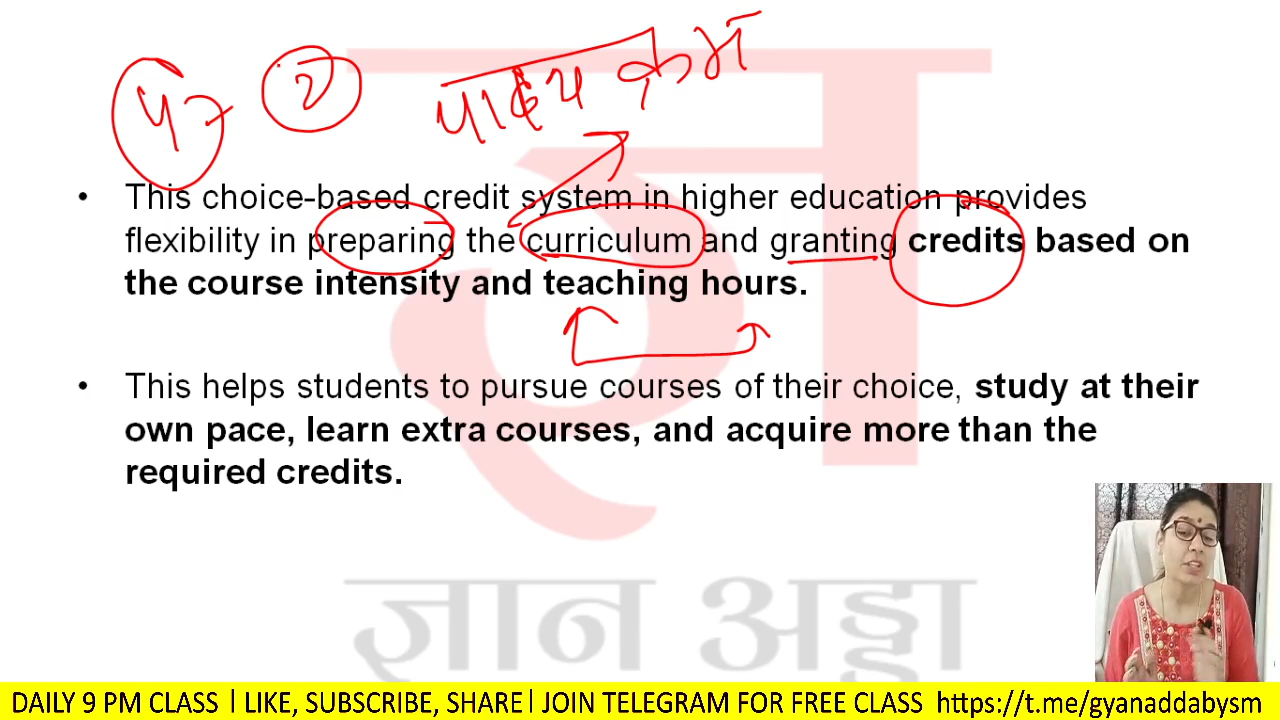 पाठ्यक्रम
• This choice-based credit system in higher education provides
flexibility in preparing the curriculum and granting credits based on
the course intensity and teaching hours.
• This helps students to pursue courses of their choice, study at their
own pace, learn extra courses, and acquire more than the
required credits.
ज्ञान अड्डा
DAILY 9 PM CLASS | LIKE, SUBSCRIBE, SHARE| JOIN TELEGRAM FOR FREE CLASS https://t.me/gyanaddabysm